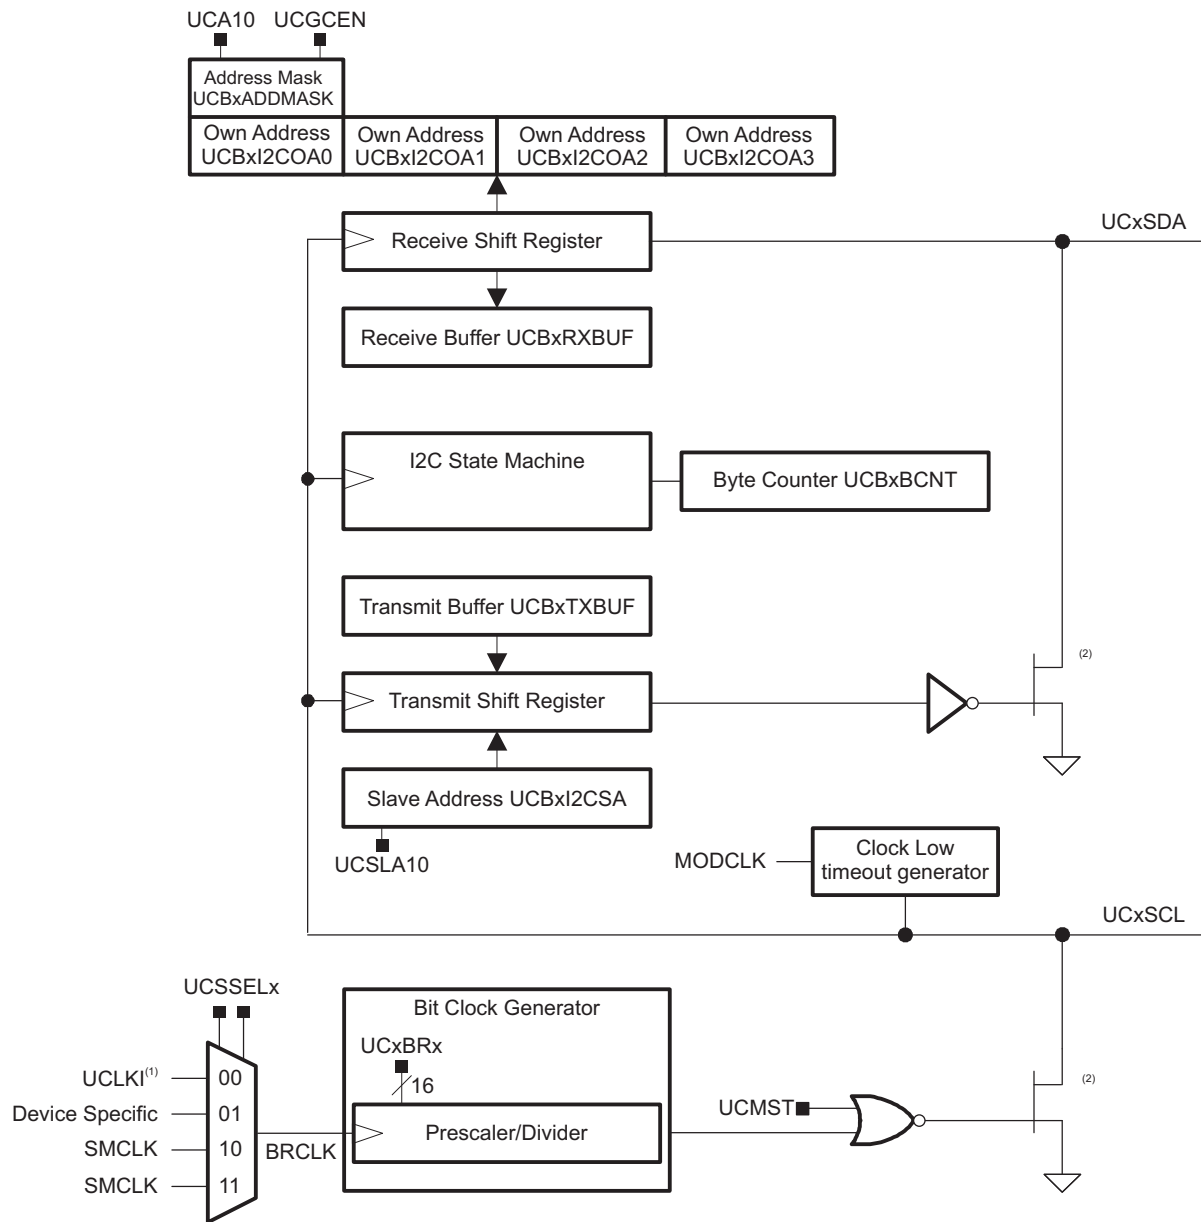 UCA10 UCGCEN
Address Mask
UCBxADDMASK
Own Address
UCBxI2COA0
Own Address
UCBxI2COA1
Own Address
UCBxI2COA2
Own Address
UCBxI2COA3
Receive Shift Register
UCxSDA
Receive Buffer UCBxRXBUF
I2C State Machine
Byte Counter UCBxBCNT
Transmit Buffer UCBxTXBUF
(2)
Transmit Shift Register
Slave Address UCBxI2CSA
UCSLA10
MODCLK
Clock Low
timeout generator
UCxSCL
UCSSELx
Bit Clock Generator
UCxBRx
16
UCLKI(1) 00
Device Specific 01
SMCLK 10
SMCLK 11
BRCLK
Prescaler/Divider
UCMST
(2)